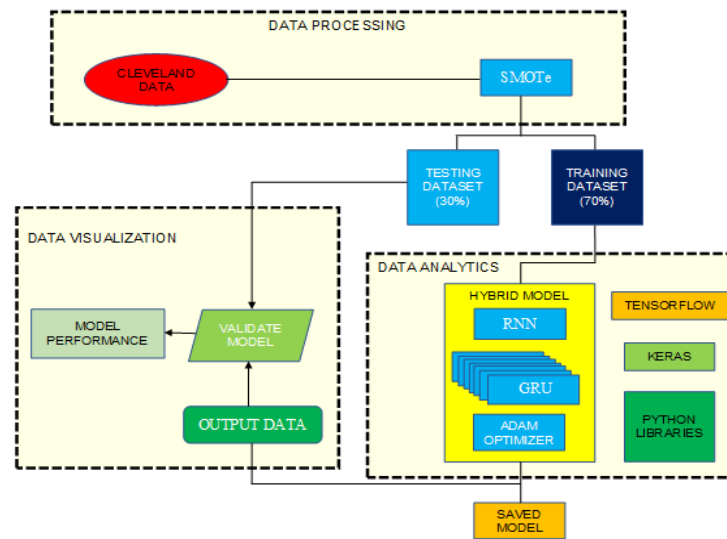 DATA PROCESSING
CLEVELAND
DATA
SMOTe
TESTING
DATASET
(30%)
TRAINING
DATASET
(70%)
DATA VISUALIZATION
MODEL
PERFORMANCE
VALIDATE
MODEL
OUTPUT DATA
DATA ANALYTICS
HYBRID MODEL
RNN
GRU
ADAM
OPTIMIZER
TENSORFLOW
KERAS
PYTHON
LIBRARIES
SAVED
MODEL